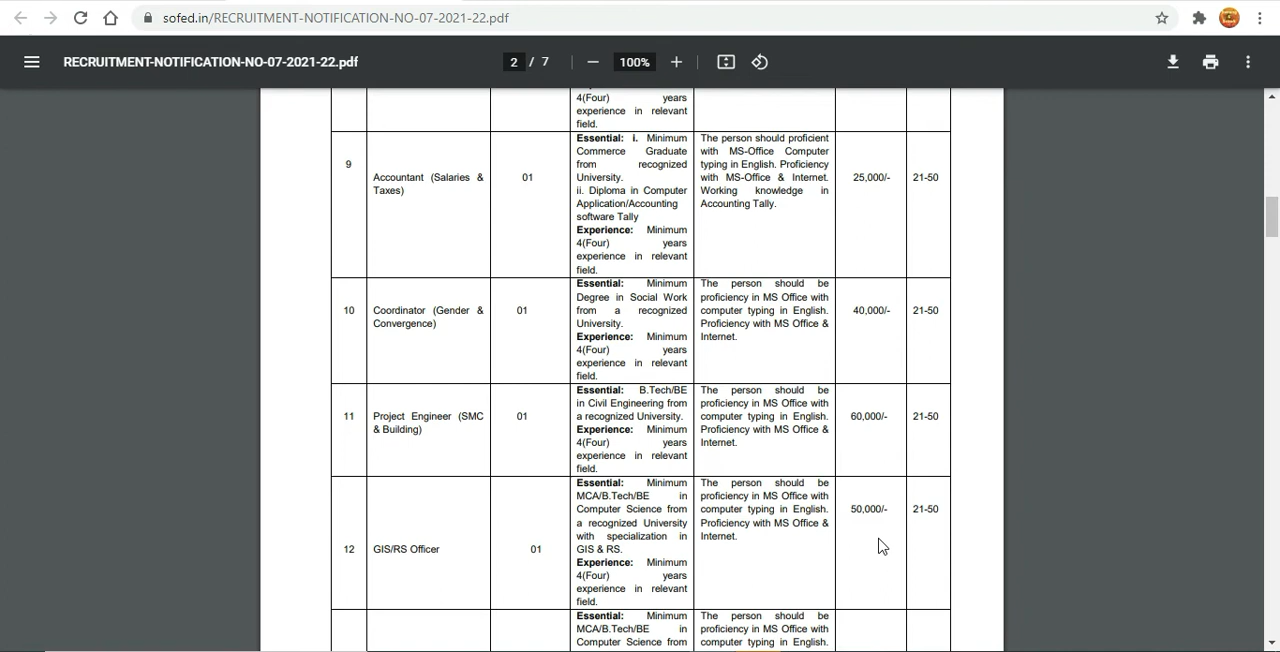 sofed.in/RECRUITMENT-NOTIFICATION-NO-07-2021-22.pdf
RECRUITMENT-NOTIFICATION-NO-07-2021-22.pdf
2 / 7
100%
4(Four) years
experience in relevant
field.
9
Accountant (Salaries &
Taxes)
01
Essential: i. Minimum
Commerce Graduate
from recognized
University.
ii. Diploma in Computer
Application/Accounting
software Tally
Experience: Minimum
4(Four) years
experience in relevant
field.
The person should proficient
with MS-Office Computer
typing in English. Proficiency
with MS-Office & Internet.
Working knowledge in
Accounting Tally.
25,000/-
21-50
10
Coordinator (Gender &
Convergence)
01
Essential: Minimum
Degree in Social Work
from a recognized
University.
Experience: Minimum
4(Four) years
experience in relevant
field.
The person should be
proficiency in MS Office with
computer typing in English.
Proficiency with MS Office &
Internet.
40,000/-
21-50
11
Project Engineer (SMC
& Building)
01
Essential: B.Tech/BE
in Civil Engineering from
a recognized University.
Experience: Minimum
4(Four) years
experience in relevant
field.
The person should be
proficiency in MS Office with
computer typing in English.
Proficiency with MS Office &
Internet.
60,000/-
21-50
12
GIS/RS Officer
01
Essential: Minimum
MCA/B.Tech/BE in
Computer Science from
a recognized University
with specialization in
GIS & RS.
Experience: Minimum
4(Four) years
experience in relevant
field.
The person should be
proficiency in MS Office with
computer typing in English.
Proficiency with MS Office &
Internet.
50,000/-
21-50
Essential: Minimum
MCA/B.Tech/BE in
Computer Science from
The person should be
proficiency in MS Office with
computer typing in English.